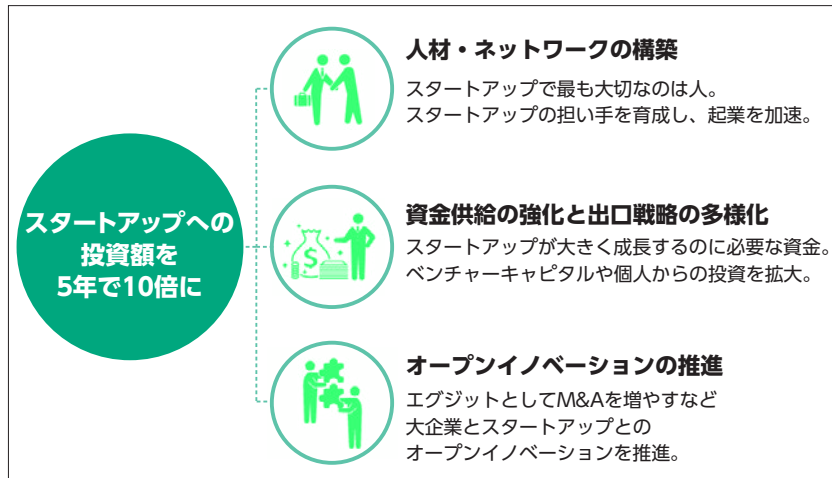 スタートアップへの
投資額を
5年で10倍に
人材・ネットワークの構築
スタートアップで最も大切なのは人。
スタートアップの担い手を育成し、起業を加速。
資金供給の強化と出口戦略の多様化
スタートアップが大きく成長するのに必要な資金。
ベンチャーキャピタルや個人からの投資を拡大。
$
オープンイノベーションの推進
エグジットとしてM&Aを増やすなど
大企業とスタートアップとの
オープンイノベーションを推進。